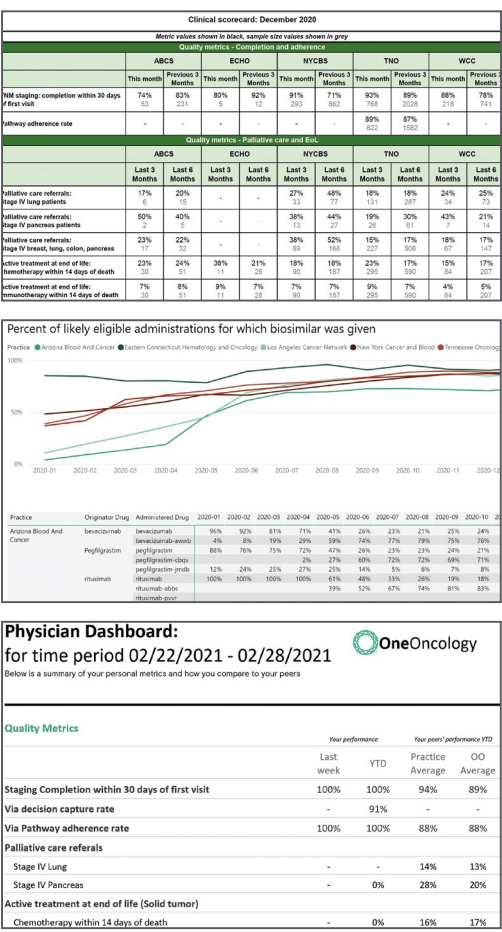 Clinical scorecard: December 2020
Metric values shown in black, sample size values shown in grey
Quality metrics - Completion and adherence
ABCS ECHO NYCBS TNO WCC
This month Previous 3 Months This month Previous 3 Months This month Previous 3 Months This month Previous 3 Months This month Previous 3 Months
NM staging: completion within 30 days 74% 83% 80% 92% 91% 71% 93% 89% 88% 78%
f first visit 53 231 5 12 293 862 768 2028 218 741
athway adherence rate - - - - - - 89% 87% - -
622 1582
Quality metrics - Palliative care and EoL
ABCS ECHO NYCBS TNO WCC
Last 3 Months Last 6 Months Last 3 Months Last 6 Months Last 3 Months Last 6 Months Last 3 Months Last 6 Months Last 3 Months Last 6 Months
alliative care referrals: 17% 20% - - 27% 48% 18% 18% 24% 25%
tage IV lung patients 6 15 33 77 131 287 34 73
alliative care referrals: 50% 40% - - 38% 44% 19% 30% 43% 21%
tage IV pancreas patients 2 5 13 27 26 61 7 14
alliative care referrals: 23% 22% - - 38% 52% 15% 17% 18% 17%
tage IV breast, lung, colon, pancreas 17 32 69 168 227 506 67 147
ctive treatment at end of life: 23% 24% 36% 21% 18% 18% 23% 17% 15% 17%
hemotherapy within 14 days of death 30 51 11 28 90 187 295 590 84 207
ctive treatment at end of life: 7% 8% 9% 7% 7% 7% 9% 7% 4% 5%
mmunotherapy within 14 days of death 30 51 11 28 90 187 295 590 84 207
Percent of likely eligible administrations for which biosimilar was given
Practice Arizona Blood And Cancer Eastern Connecticut Hematology and Oncology Los Angeles Cancer Network New York Cancer and Blood Tennessee Oncolog
100%
50%
0%
2020-01 2020-02 2020-03 2020-04 2020-05 2020-06 2020-07 2020-08 2020-09 2020-10 2020-11 2020-12
Practice Originator Drug Administered Drug 2020-01 2020-02 2020-03 2020-04 2020-05 2020-06 2020-07 2020-08 2020-09 2020-10 20
Arizona Blood And bevacizumab bevacizumab 96% 92% 81% 71% 41% 26% 23% 21% 25% 24%
Cancer bevacizumab-awwb 4% 8% 19% 29% 59% 74% 77% 79% 75% 76%
Pegfilgrastim pegfilgrastim 88% 76% 75% 72% 47% 26% 23% 23% 24% 21%
pegfilgrastim-cbqv 2% 27% 60% 72% 72% 69% 71%
pegfilgrastim-jmdb 12% 24% 25% 27% 25% 14% 5% 6% 7% 8%
rituximab rituximab 100% 100% 100% 100% 61% 48% 33% 26% 19% 18%
rituximab-abbs 39% 52% 67% 74% 81% 83%
rituximab-pvvr
Physician Dashboard:
for time period 02/22/2021 - 02/28/2021
OneOncology
Below is a summary of your personal metrics and how you compare to your peers
Quality Metrics
Your performance Your peers' performance YTD
Last week YTD Practice Average OO Average
Staging Completion within 30 days of first visit 100% 100% 94% 89%
Via decision capture rate - 91% - -
Via Pathway adherence rate 100% 100% 88% 88%
Palliative care referals
Stage IV Lung - - 14% 13%
Stage IV Pancreas - 0% 28% 20%
Active treatment at end of life (Solid tumor)
Chemotherapy within 14 days of death - 0% 16% 17%